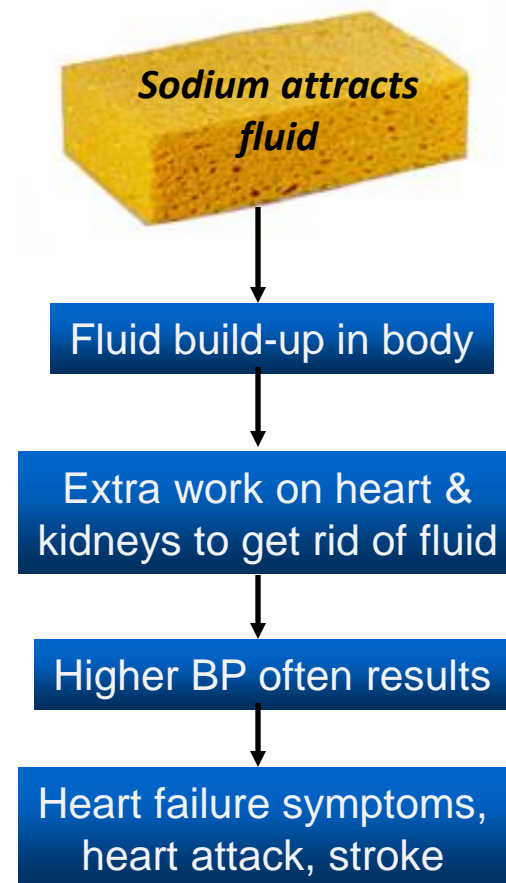 Sodium attracts
fluid
Fluid build-up in body
Extra work on heart &
kidneys to get rid of fluid
Higher BP often results
Heart failure symptoms,
heart attack, stroke